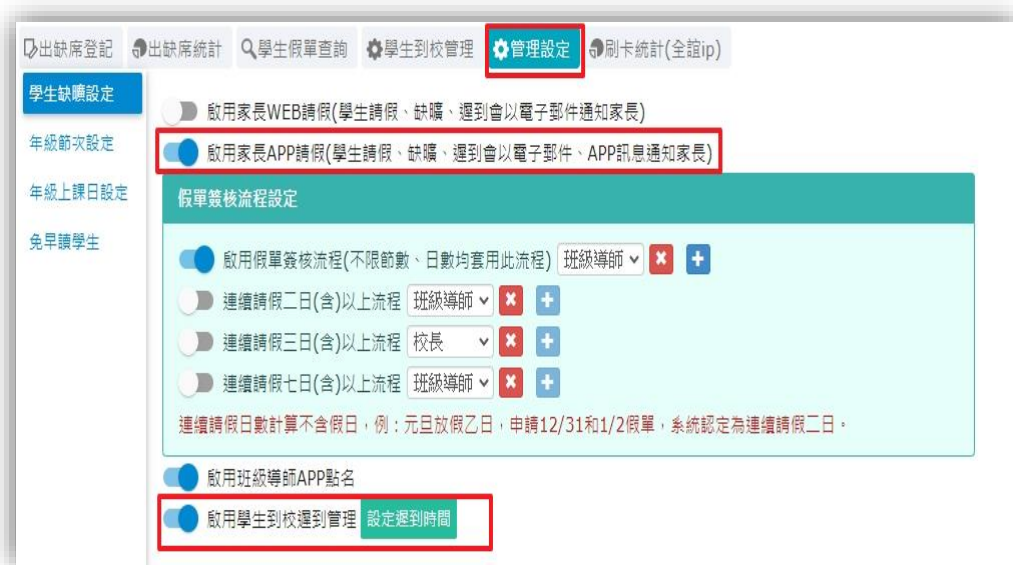 出缺席登記 出缺席統計 學生假單查詢 學生到校管理 管理設定 刷卡統計(全誼ip)
學生缺曠設定
年級節次設定
年級上課日設定
免早讀學生
啟用家長WEB請假(學生請假、缺曠、遲到會以電子郵件通知家長)
啟用家長APP請假(學生請假、缺曠、遲到會以電子郵件、APP訊息通知家長)
假單簽核流程設定
啟用假單簽核流程(不限節數、日數均套用此流程) 班級導師
連續請假二日(含)以上流程 班級導師
連續請假三日(含)以上流程 校長
連續請假七日(含)以上流程 班級導師
連續請假日數計算不含假日，例：元旦放假乙日，申請12/31和1/2假單，系統認定為連續請假二日。
啟用班級導師APP點名
啟用學生到校遲到管理 設定遲到時間